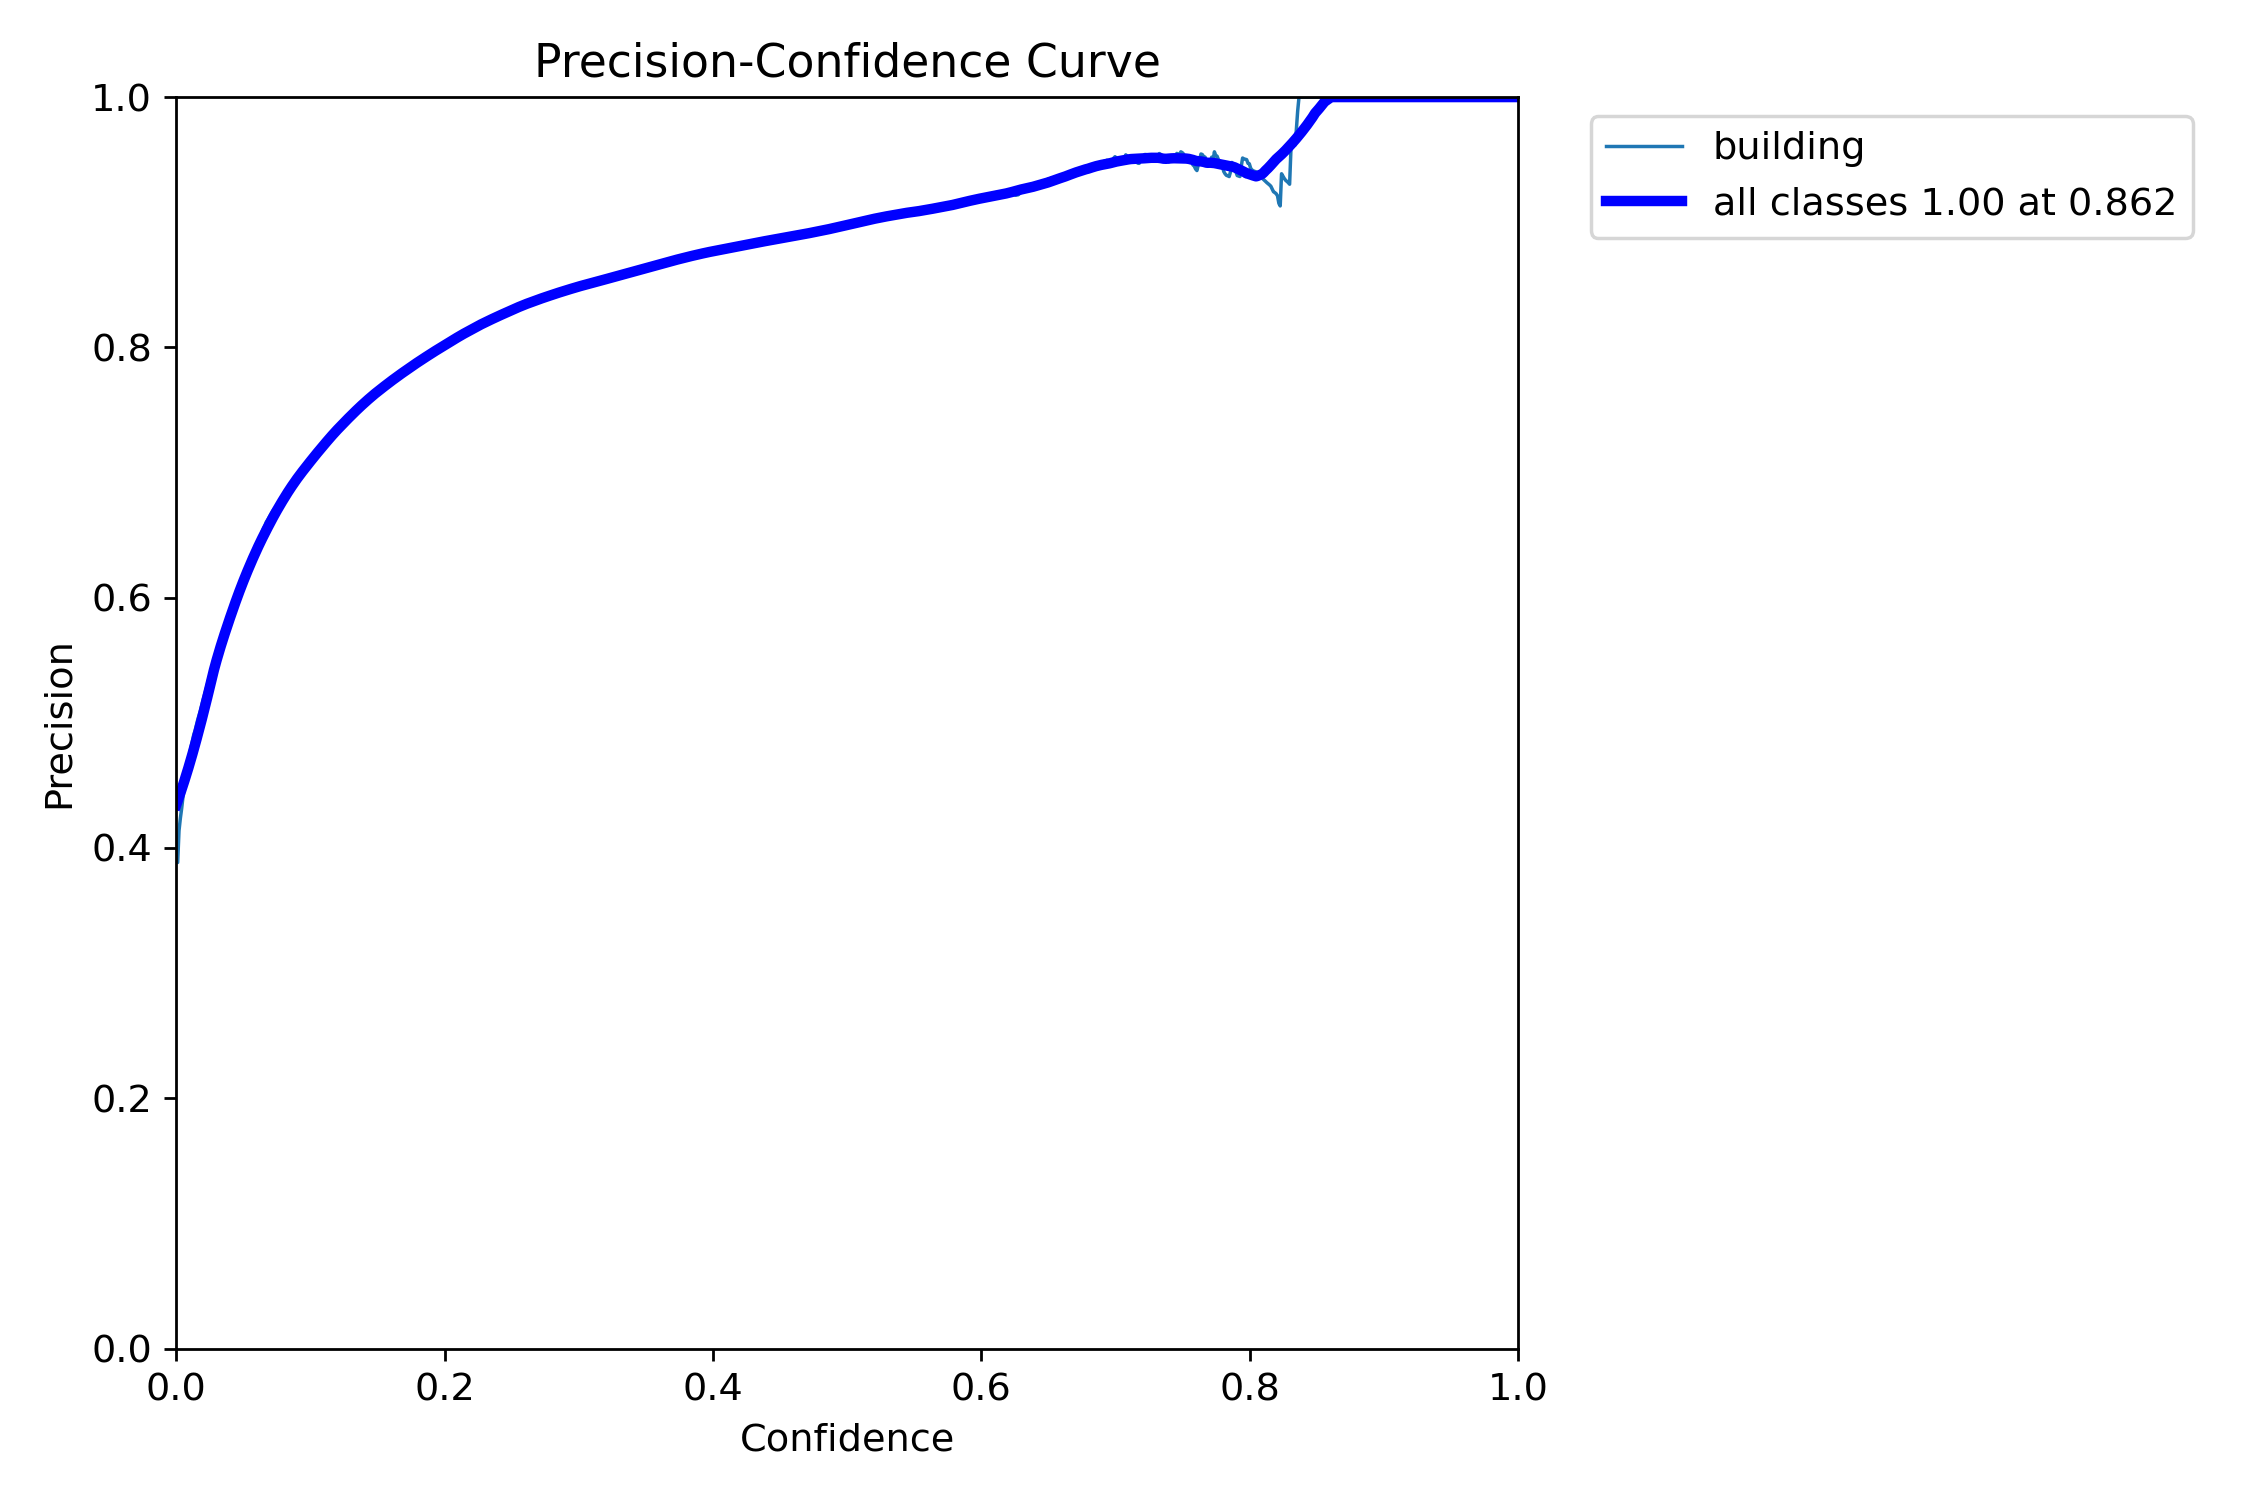 Precision-Confidence Curve
1.0
0.8
0.6
0.4
0.2
0.0
Precision
0.0 0.2 0.4 0.6 0.8 1.0
Confidence
building
all classes 1.00 at 0.862